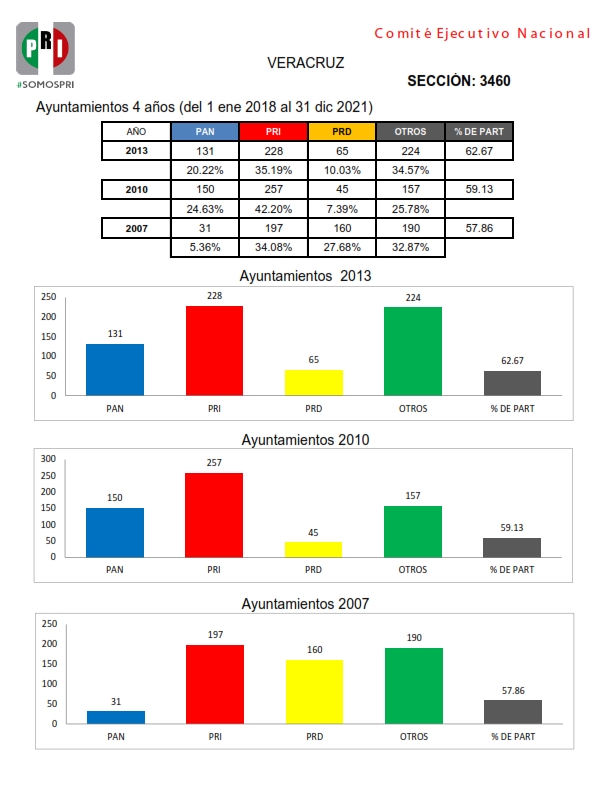 Comité Ejecutivo Nacional
PRI
#SOMOSPRI
VERACRUZ
SECCIÓN: 3460
Ayuntamientos 4 años (del 1 ene 2018 al 31 dic 2021)
AÑO PAN PRI PRD OTROS % DE PART
2013 131 228 65 224 62.67
20.22% 35.19% 10.03% 34.57%
2010 150 257 45 157 59.13
24.63% 42.20% 7.39% 25.78%
2007 31 197 160 190 57.86
5.36% 34.08% 27.68% 32.87%
Ayuntamientos 2013
250
200
150
100
50
0
131
228
65
224
62.67
PAN PRI PRD OTROS % DE PART
Ayuntamientos 2010
300
250
200
150
100
50
0
150
257
45
157
59.13
PAN PRI PRD OTROS % DE PART
Ayuntamientos 2007
250
200
150
100
50
0
31
197
160
190
57.86
PAN PRI PRD OTROS % DE PART